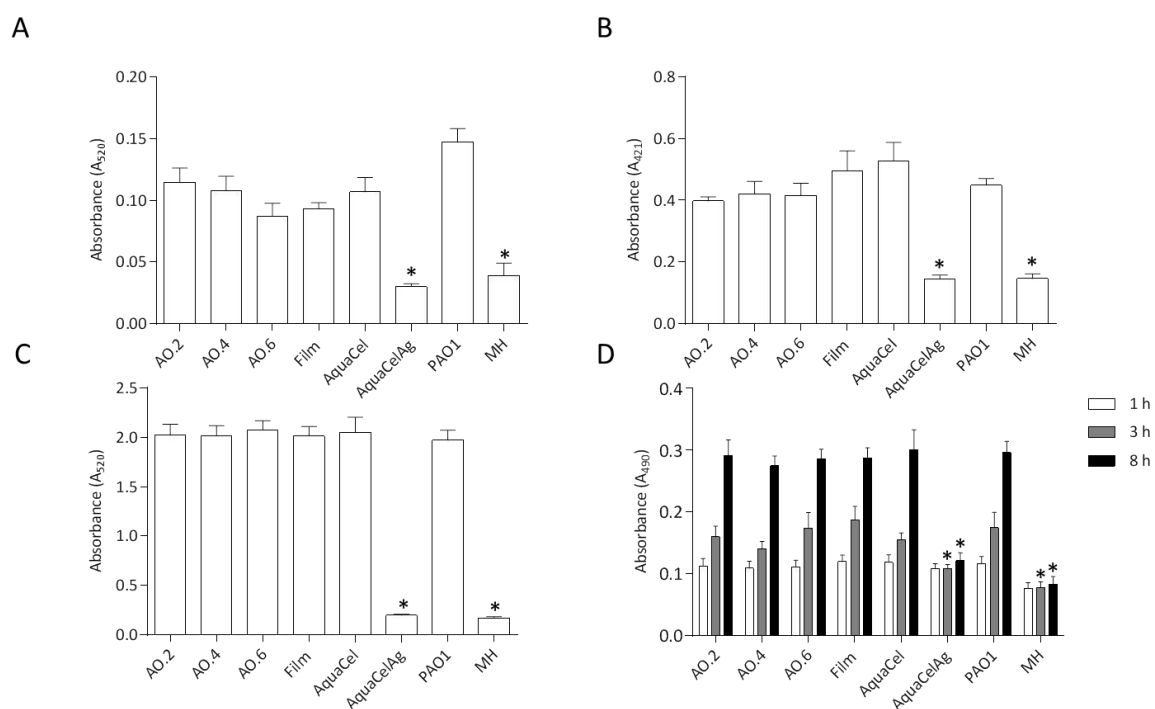 A
Absorbance (A₅₂₀)
0.20
0.15
0.10
0.05
0.00
*
*
AO.2
AO.4
AO.6
Film
AquaCel
AquaCelAg
PAO1
MH
B
Absorbance (A₄₂₁)
0.8
0.6
0.4
0.2
0.0
*
*
AO.2
AO.4
AO.6
Film
AquaCel
AquaCelAg
PAO1
MH
C
Absorbance (A₅₂₀)
2.5
2.0
1.5
1.0
0.5
0.0
*
*
AO.2
AO.4
AO.6
Film
AquaCel
AquaCelAg
PAO1
MH
D
Absorbance (A₄₉₀)
0.4
0.3
0.2
0.1
0.0
* *
* *
AO.2
AO.4
AO.6
Film
AquaCel
AquaCelAg
PAO1
MH
1 h
3 h
8 h